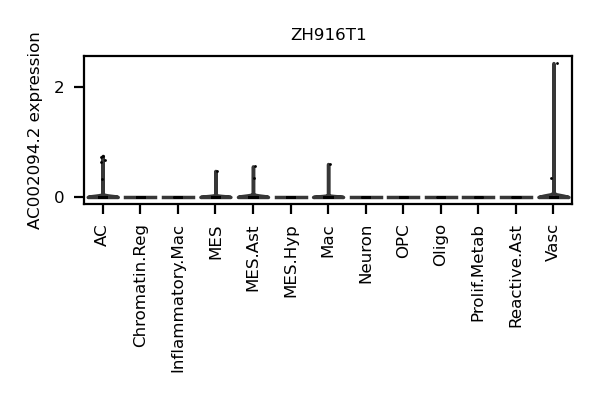 ZH916T1
AC002094.2 expression
2
0
AC
Chromatin.Reg
Inflammatory.Mac
MES
MES.Ast
MES.Hyp
Mac
Neuron
OPC
Oligo
Prolif.Metab
Reactive.Ast
Vasc